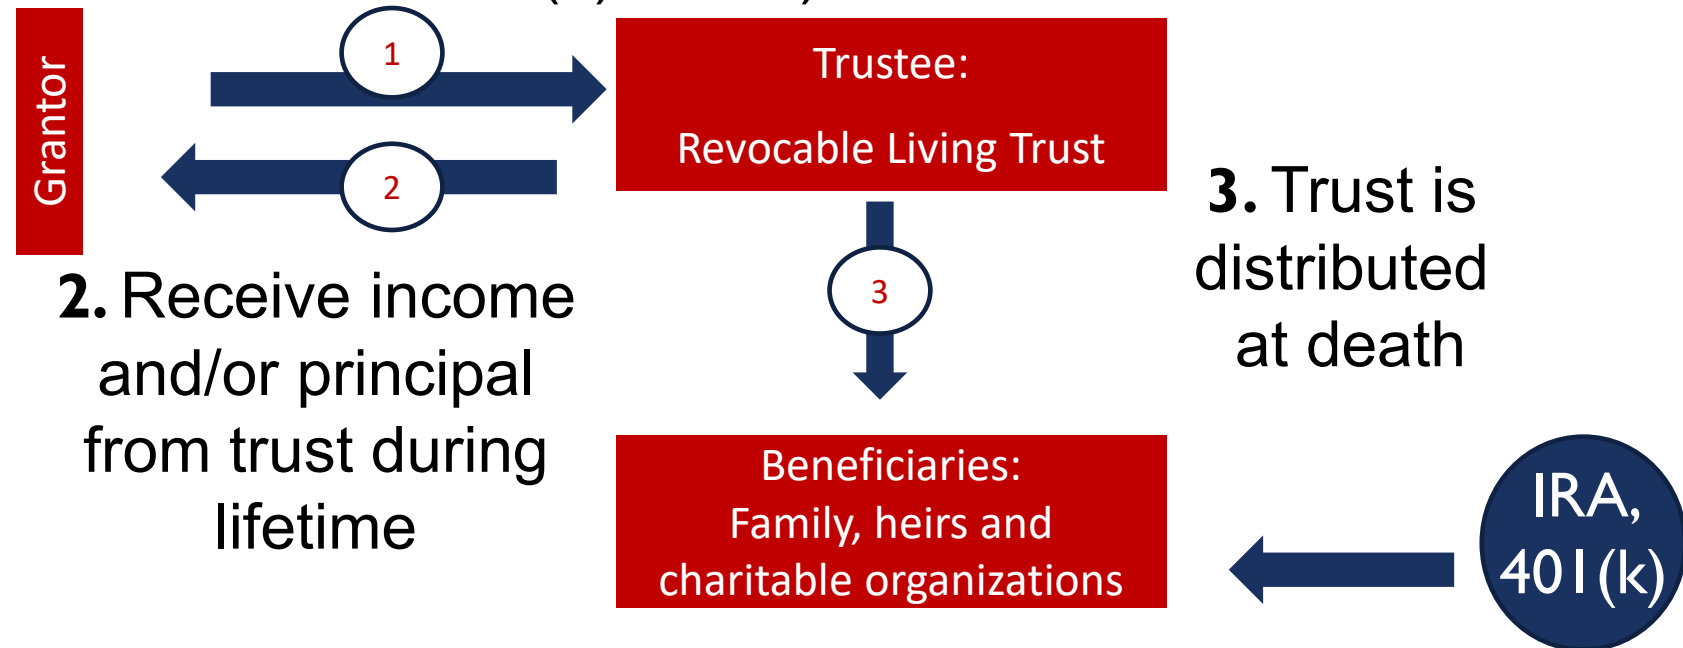 Grantor
1
2
Trustee:
Revocable Living Trust
2. Receive income
and/or principal
from trust during
lifetime
3
3. Trust is
distributed
at death
Beneficiaries:
Family, heirs and
charitable organizations
IRA,
401(k)